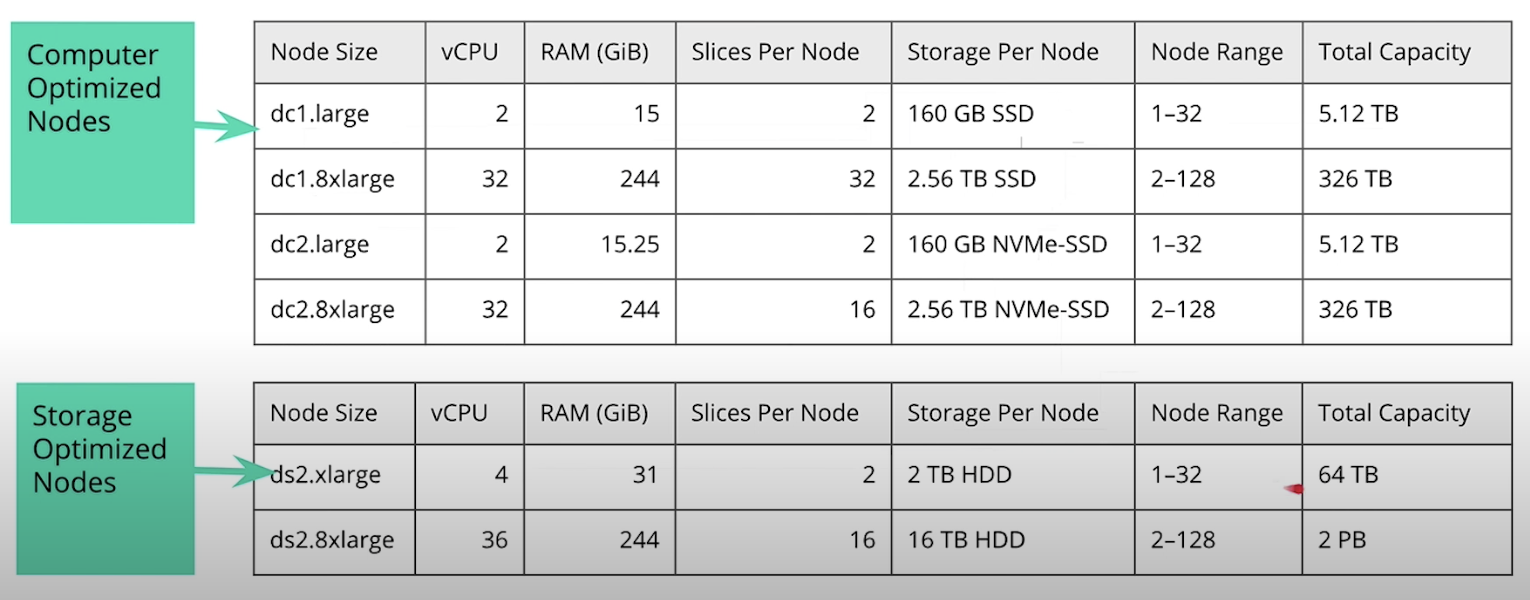 Computer
Optimized
Nodes
Node Size vCPU RAM (GiB) Slices Per Node Storage Per Node Node Range Total Capacity
dc1.large 2 15 2 160 GB SSD 1–32 5.12 TB
dc1.8xlarge 32 244 32 2.56 TB SSD 2–128 326 TB
dc2.large 2 15.25 2 160 GB NVMe-SSD 1–32 5.12 TB
dc2.8xlarge 32 244 16 2.56 TB NVMe-SSD 2–128 326 TB
Storage
Optimized
Nodes
Node Size vCPU RAM (GiB) Slices Per Node Storage Per Node Node Range Total Capacity
ds2.xlarge 4 31 2 2 TB HDD 1–32 64 TB
ds2.8xlarge 36 244 16 16 TB HDD 2–128 2 PB